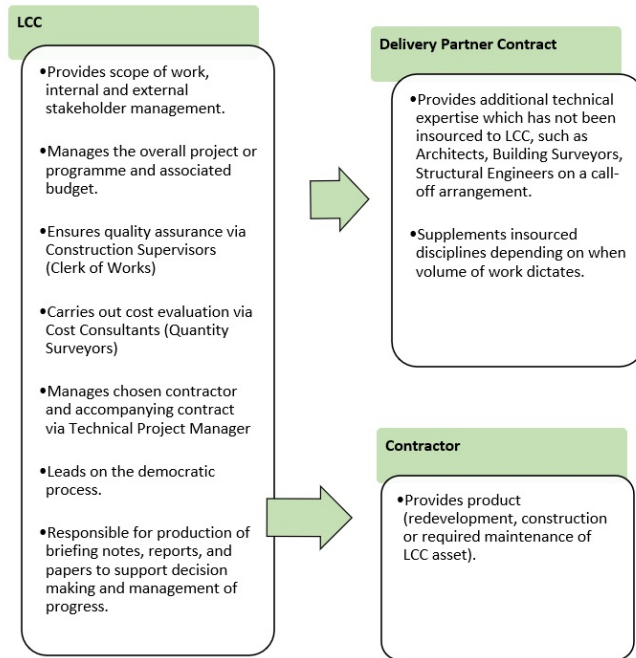 LCC
•Provides scope of work,
internal and external
stakeholder management.
•Manages the overall project or
programme and associated
budget.
•Ensures quality assurance via
Construction Supervisors
(Clerk of Works)
•Carries out cost evaluation via
Cost Consultants (Quantity
Surveyors)
•Manages chosen contractor
and accompanying contract
via Technical Project Manager
•Leads on the democratic
process.
•Responsible for production of
briefing notes, reports, and
papers to support decision
making and management of
progress.
Delivery Partner Contract
•Provides additional technical
expertise which has not been
insourced to LCC, such as
Architects, Building Surveyors,
Structural Engineers on a call-
off arrangement.
•Supplements insourced
disciplines depending on when
volume of work dictates.
Contractor
•Provides product
(redevelopment, construction
or required maintenance of
LCC asset).